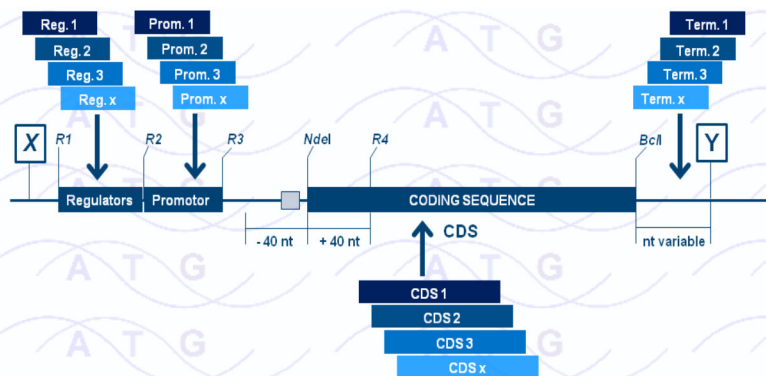 Reg. 1
Reg. 2
Reg. 3
Reg. x
Prom. 1
Prom. 2
Prom. 3
Prom. x
Term. 1
Term. 2
Term. 3
Term. x
A T G
A T G
X
R1
R2
R3
NdeI
R4
BclI
Y
Regulators
Promotor
CODING SEQUENCE
- 40 nt
+ 40 nt
CDS
nt variable
A T G
A T G
CDS 1
CDS 2
CDS 3
CDS x
A T G
A T G